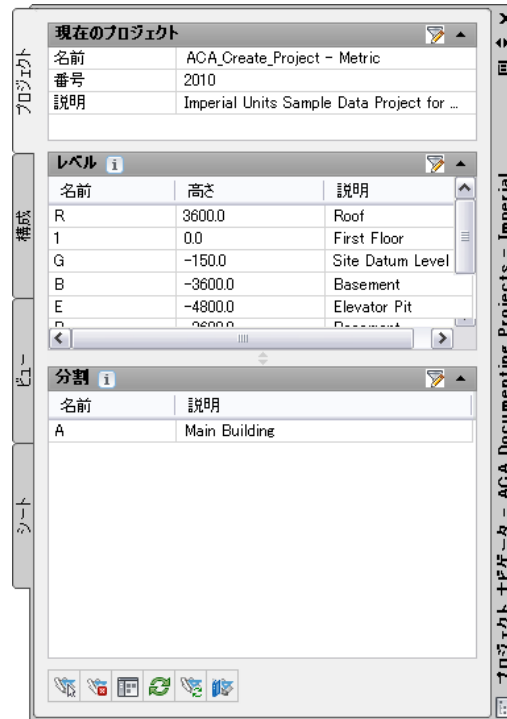 現在のプロジェクト
名前 ACA_Create_Project - Metric
番号 2010
説明 Imperial Units Sample Data Project for ...
レベル
名前 高さ 説明
R 3600.0 Roof
1 0.0 First Floor
G -150.0 Site Datum Level
B -3600.0 Basement
E -4800.0 Elevator Pit
分割
名前 説明
A Main Building
プロジェクト
構成
ビュー
シート
プロジェクト ナビゲータ - ACA Documenting Projects - Imperial